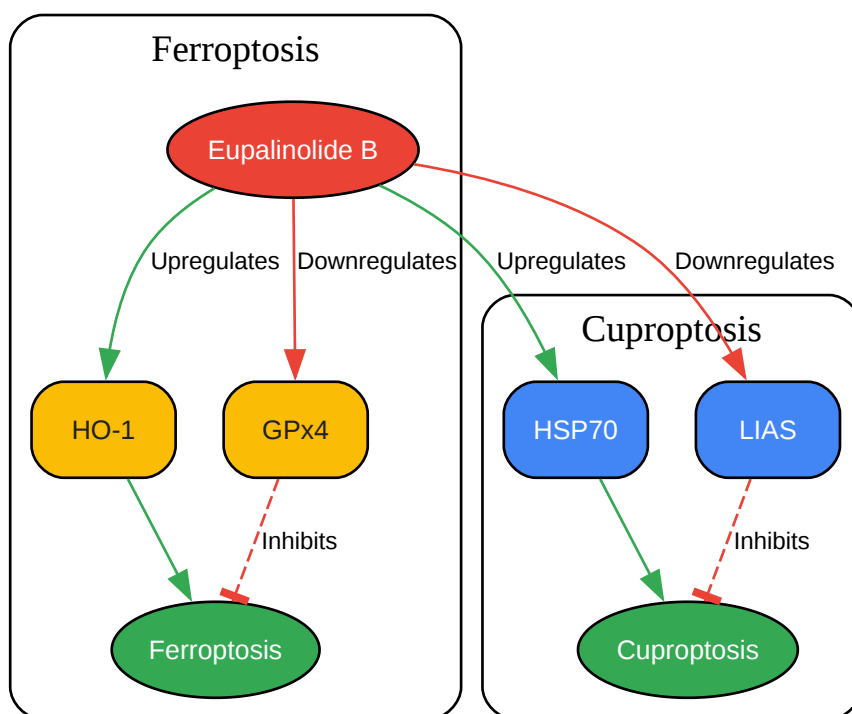 Ferroptosis
Eupalinolide B
Upregulates
Downregulates
Upregulates
Downregulates
Cuproptosis
HO-1
GPx4
HSP70
LIAS
Inhibits
Inhibits
Ferroptosis
Cuproptosis